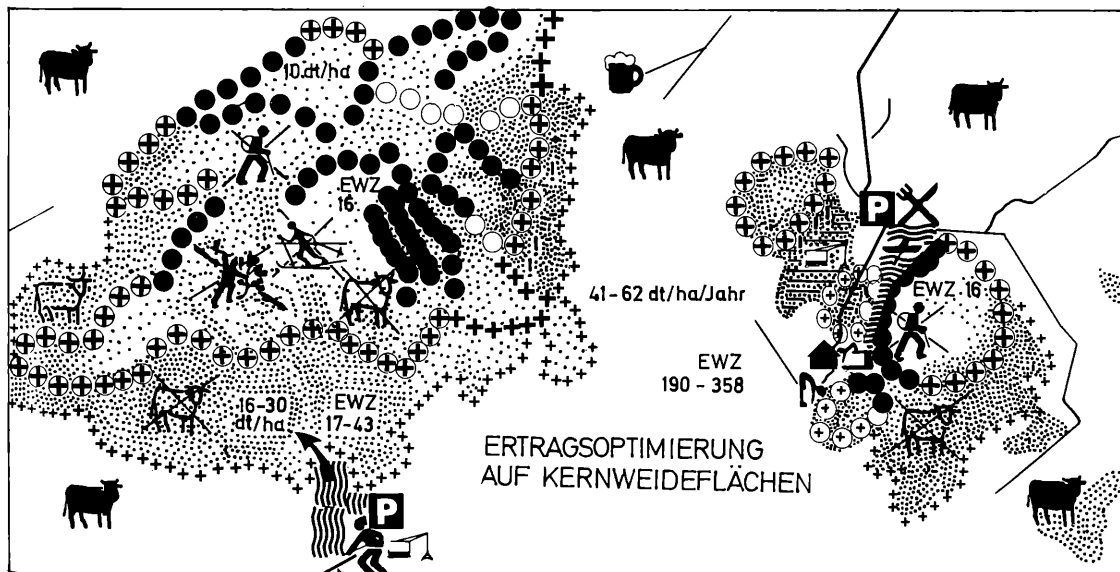 10 dt/ha
EWZ
16
P
41-62 dt/ha/Jahr
EWZ 16
EWZ
190 - 358
16-30
dt/ha
EWZ
17-43
ERTRAGSOPTIMIERUNG
AUF KERNWEIDEFLÄCHEN
P